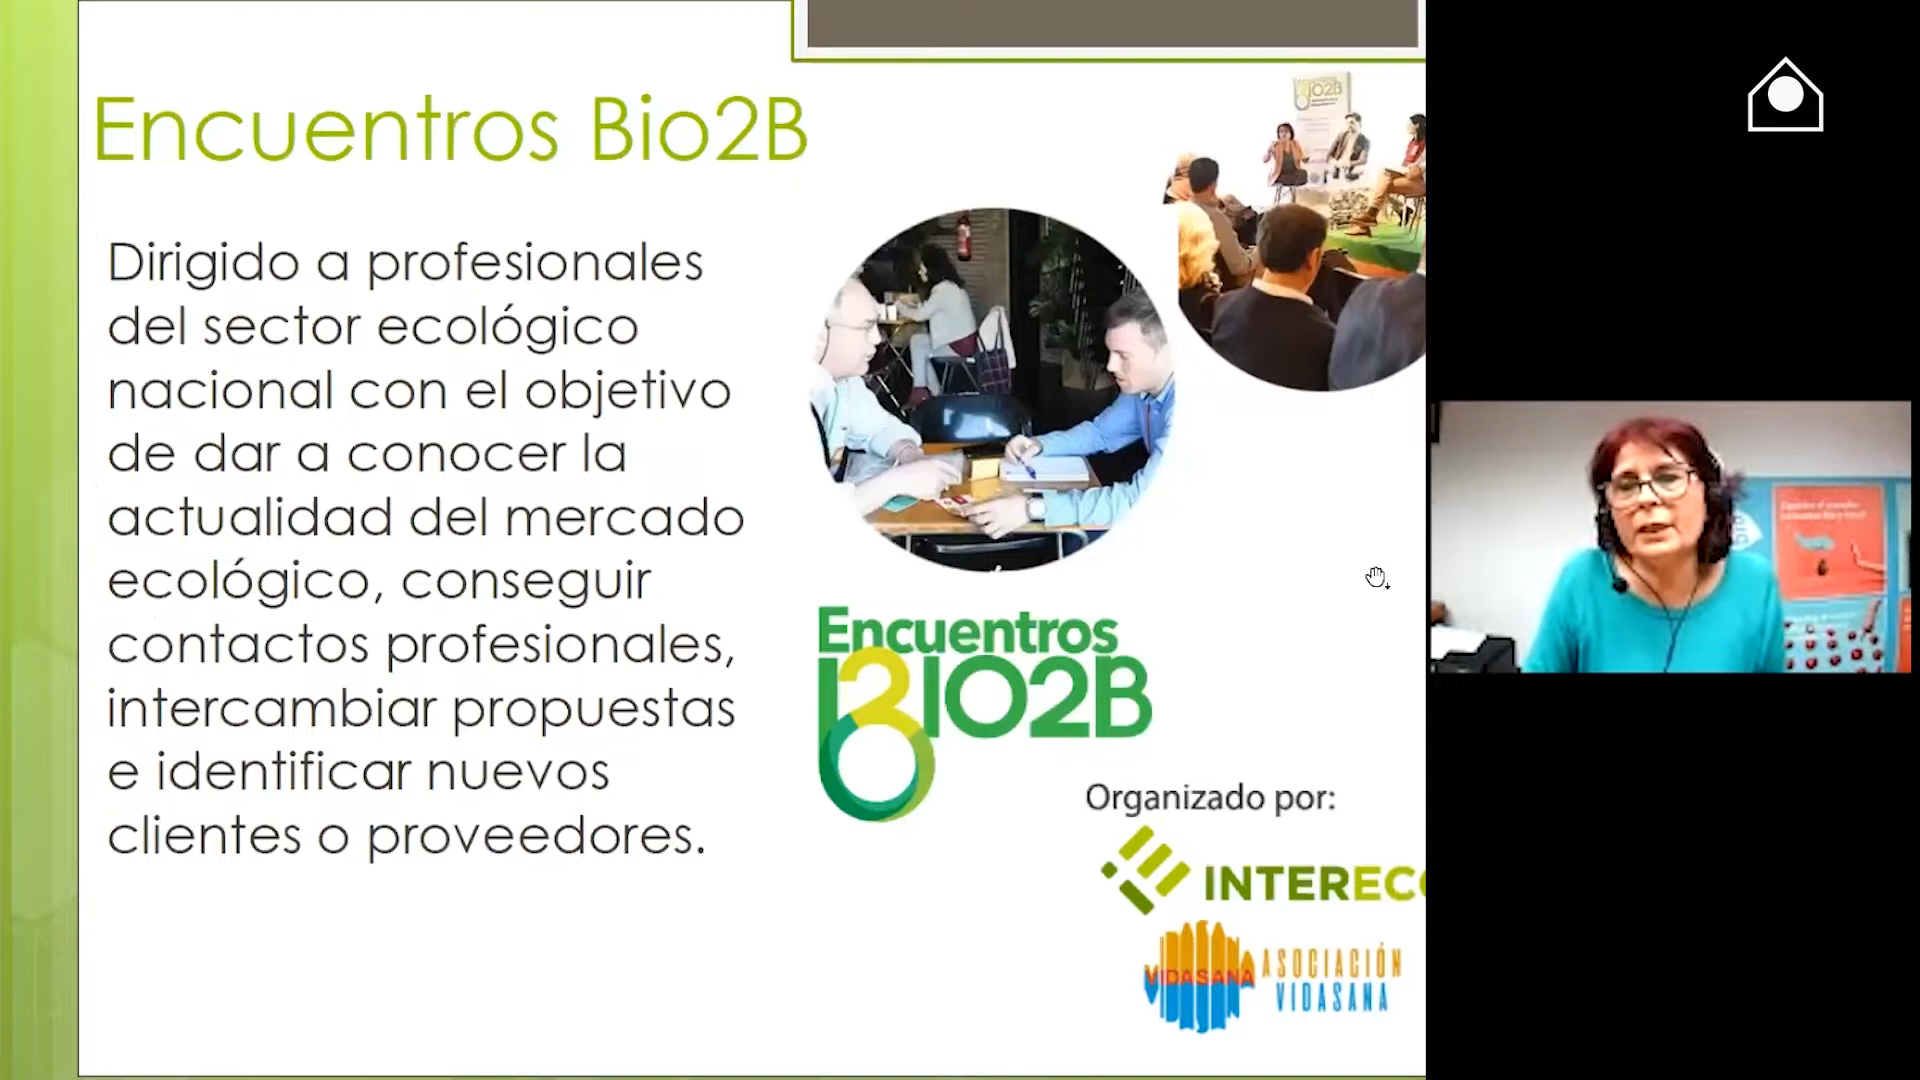 Encuentros Bio2B
Dirigido a profesionales
del sector ecológico
nacional con el objetivo
de dar a conocer la
actualidad del mercado
ecológico, conseguir
contactos profesionales,
intercambiar propuestas
e identificar nuevos
clientes o proveedores.
BIO2B
Encuentros
BIO2B
Organizado por:
INTERECO
VIDASANA
ASOCIACIÓN
VIDASANA